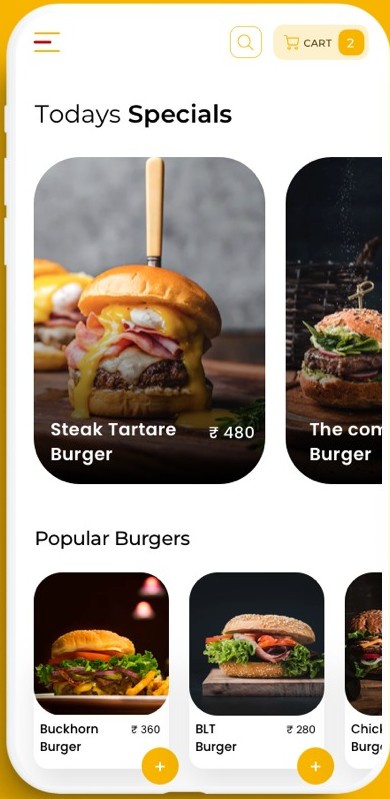 CART 2
Todays Specials
Steak Tartare
Burger
₹ 480
The com
Burger
Popular Burgers
Buckhorn
Burger
₹ 360
+
BLT
Burger
₹ 280
+
Chick
Burge